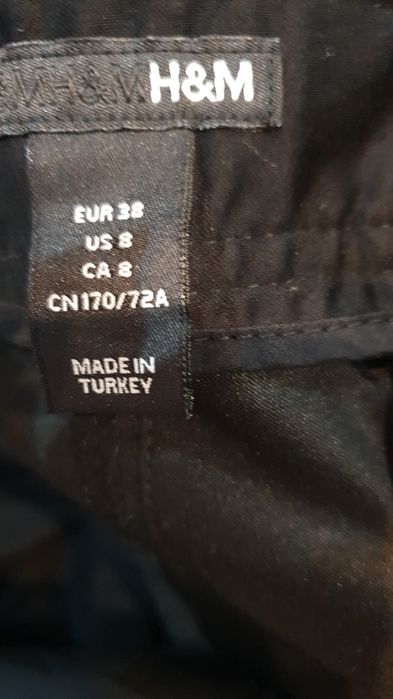 H&M
EUR 38
US 8
CA 8
CN170/72A
MADE IN
TURKEY